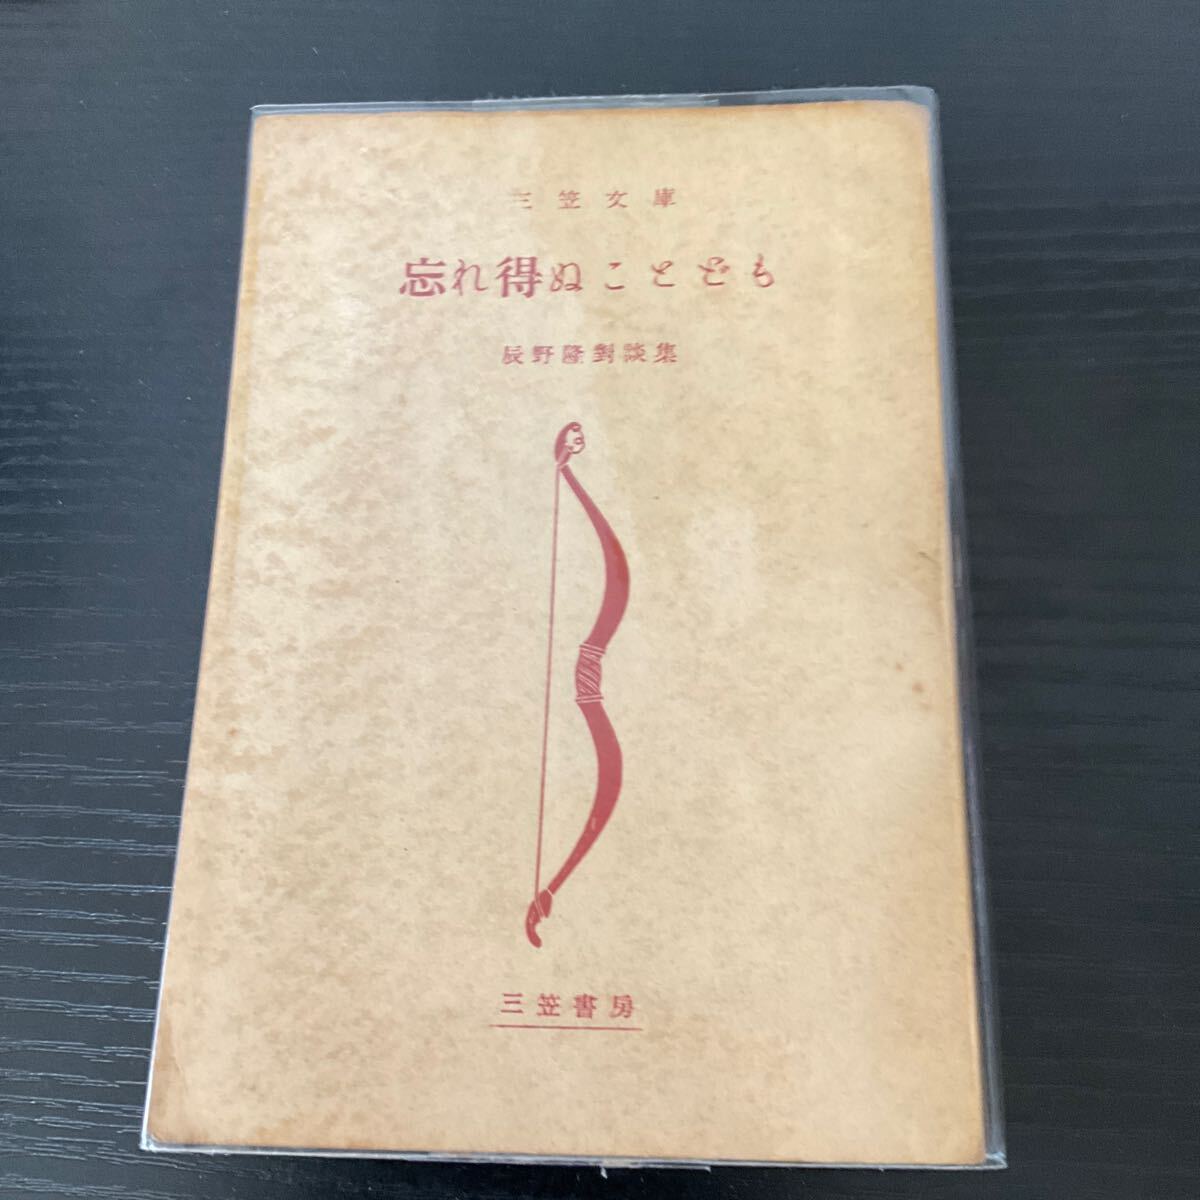 三笠文庫
忘れ得ぬことども
辰野隆對談集
三笠書房